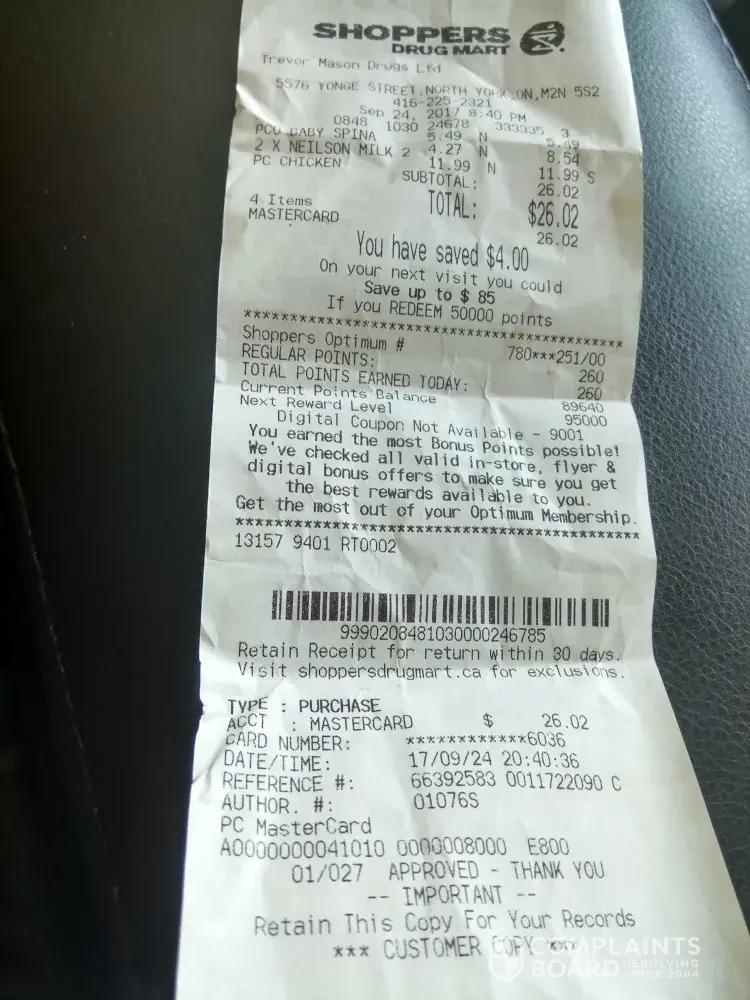 SHOPPERS
DRUG MART
Trevor Mason Drugs Ltd
5576 YONGE STREET,NORTH YORK ,ON,M2N 5S2
416-225-2321
Sep 24, 2017 8:40 PM
0848 1030 24678 333335 3
PCO BABY SPINA 5.49 N 5.49
2 X NEILSON MILK 2 4.27 N 8.54
PC CHICKEN 11.99 N 11.99 S
SUBTOTAL: 26.02
4 Items TOTAL: $26.02
MASTERCARD 26.02
You have saved $4.00
On your next visit you could
Save up to $ 85
If you REDEEM 50000 points
****************************************
Shoppers Optimum # 780***251/00
REGULAR POINTS: 260
TOTAL POINTS EARNED TODAY: 260
Current Points Balance 89640
Next Reward Level 95000
Digital Coupon Not Available - 9001
You earned the most Bonus Points possible!
We've checked all valid in-store, flyer &
digital bonus offers to make sure you get
the best rewards available to you.
Get the most out of your Optimum Membership.
****************************************
13157 9401 RT0002
9990208481030000246785
Retain Receipt for return within 30 days.
Visit shoppersdrugmart.ca for exclusions.
TYPE : PURCHASE
ACCT : MASTERCARD $ 26.02
CARD NUMBER: ************6036
DATE/TIME: 17/09/24 20:40:36
REFERENCE #: 66392583 0011722090 C
AUTHOR. #: 01076S
PC MasterCard
A0000000041010 0000008000 E800
01/027 APPROVED - THANK YOU
-- IMPORTANT --
Retain This Copy For Your Records
*** CUSTOMER COPY ***
COMPLAINTS
BOARD RESOLVING
SINCE 2004